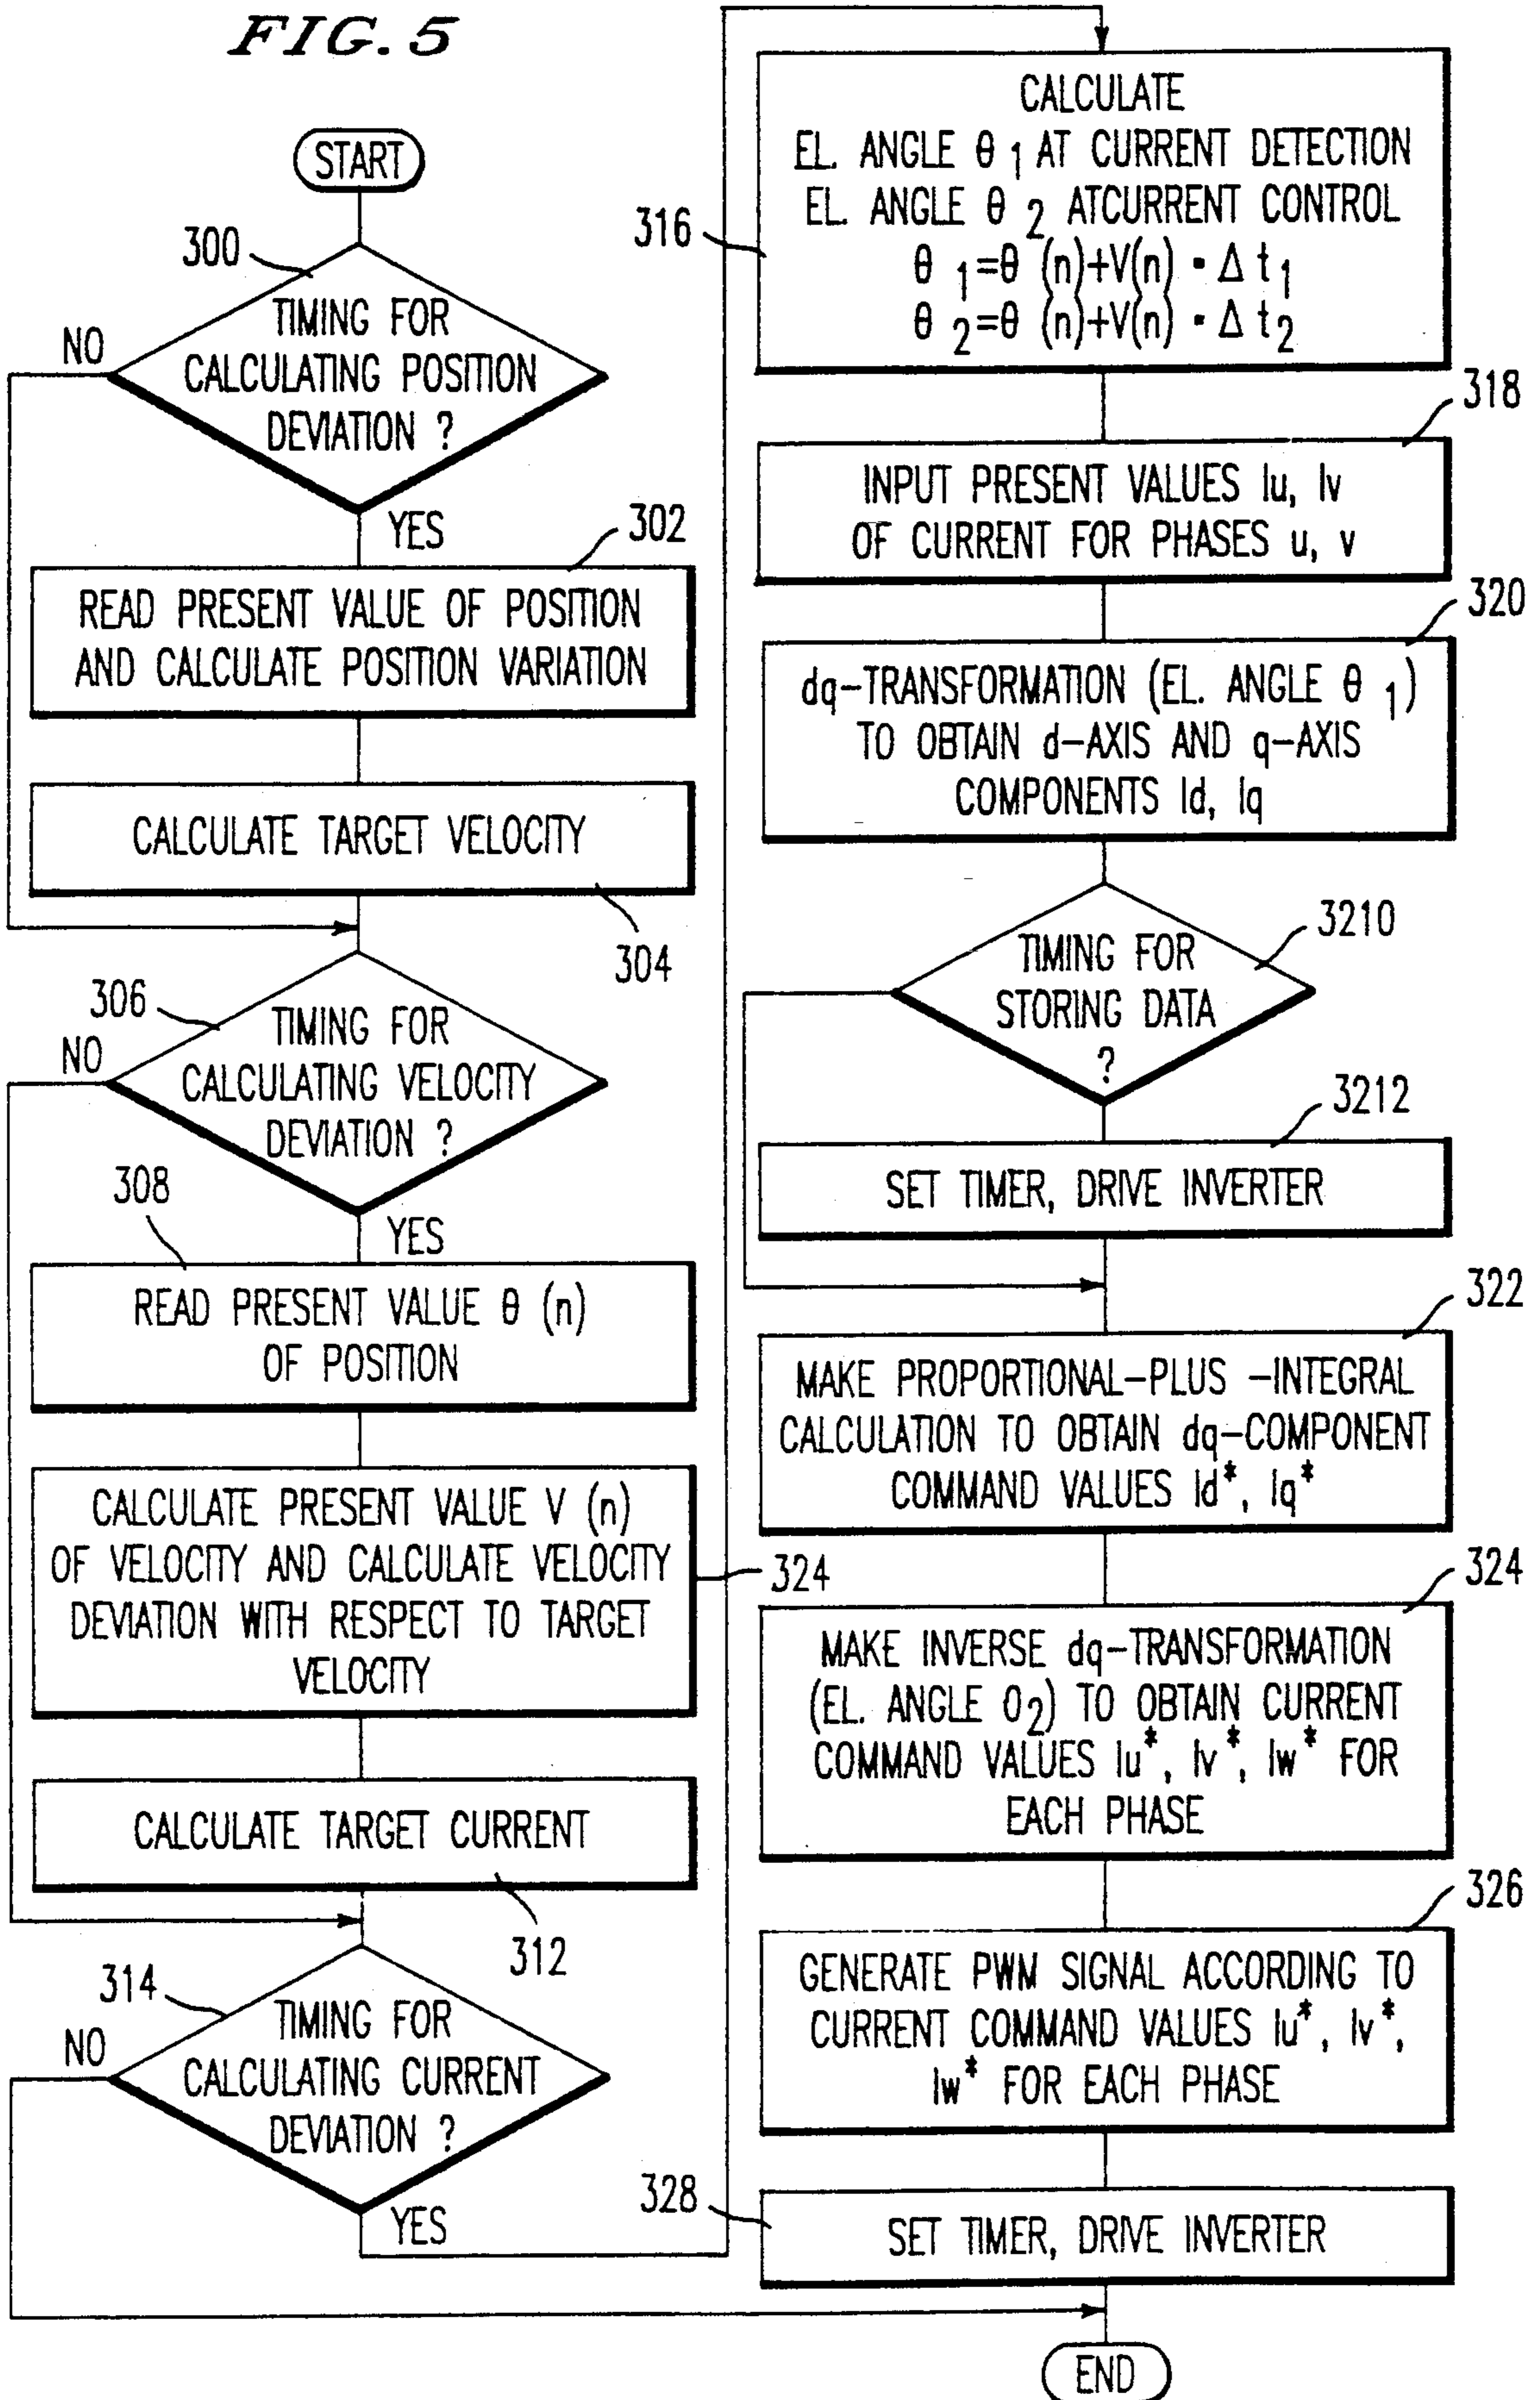 FIG. 5
START
300
TIMING FOR
CALCULATING POSITION
DEVIATION ?
NO
YES
302
READ PRESENT VALUE OF POSITION
AND CALCULATE POSITION VARIATION
CALCULATE TARGET VELOCITY
304
306
TIMING FOR
CALCULATING VELOCITY
DEVIATION ?
NO
YES
308
READ PRESENT VALUE θ (n)
OF POSITION
CALCULATE PRESENT VALUE V (n)
OF VELOCITY AND CALCULATE VELOCITY
DEVIATION WITH RESPECT TO TARGET
VELOCITY
324
CALCULATE TARGET CURRENT
312
314
TIMING FOR
CALCULATING CURRENT
DEVIATION ?
NO
YES
316
CALCULATE
EL. ANGLE θ 1 AT CURRENT DETECTION
EL. ANGLE θ 2 ATCURRENT CONTROL
θ 1=θ (n)+V(n) ▪ Δ t1
θ 2=θ (n)+V(n) ▪ Δ t2
318
INPUT PRESENT VALUES Iu, Iv
OF CURRENT FOR PHASES u, v
320
dq-TRANSFORMATION (EL. ANGLE θ 1)
TO OBTAIN d-AXIS AND q-AXIS
COMPONENTS Id, Iq
3210
TIMING FOR
STORING DATA
?
3212
SET TIMER, DRIVE INVERTER
322
MAKE PROPORTIONAL-PLUS -INTEGRAL
CALCULATION TO OBTAIN dq-COMPONENT
COMMAND VALUES Id*, Iq*
324
MAKE INVERSE dq-TRANSFORMATION
(EL. ANGLE O2) TO OBTAIN CURRENT
COMMAND VALUES Iu*, Iv*, Iw* FOR
EACH PHASE
326
GENERATE PWM SIGNAL ACCORDING TO
CURRENT COMMAND VALUES Iu*, Iv*,
Iw* FOR EACH PHASE
328
SET TIMER, DRIVE INVERTER
END